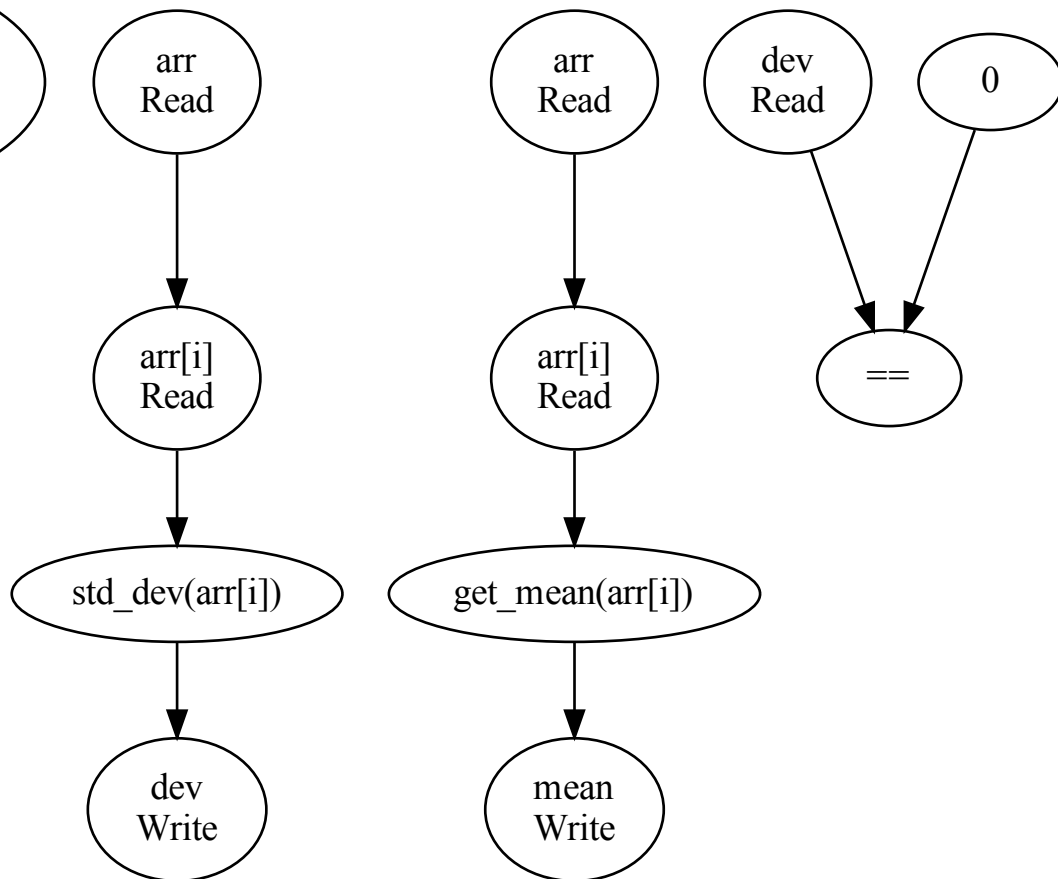 arr
Read
arr
Read
dev
Read
0
arr[i]
Read
arr[i]
Read
==
std_dev(arr[i])
get_mean(arr[i])
dev
Write
mean
Write